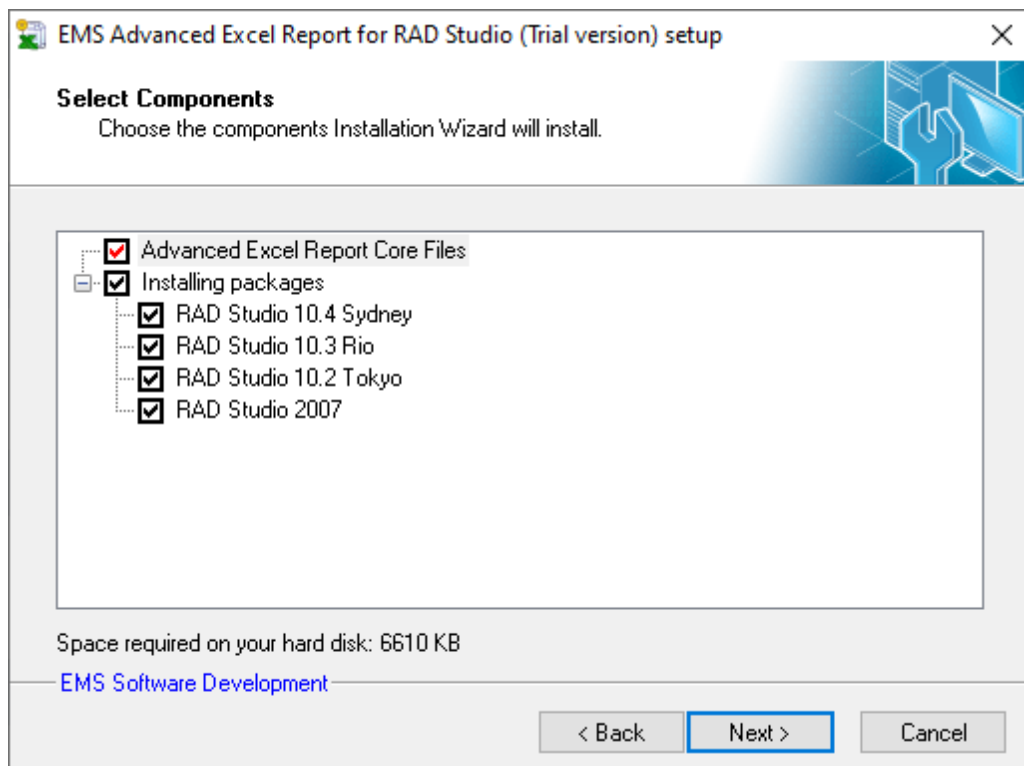 EMS Advanced Excel Report for RAD Studio (Trial version) setup
Select Components
Choose the components Installation Wizard will install.
Advanced Excel Report Core Files
Installing packages
RAD Studio 10.4 Sydney
RAD Studio 10.3 Rio
RAD Studio 10.2 Tokyo
RAD Studio 2007
Space required on your hard disk: 6610 KB
EMS Software Development
< Back Next > Cancel